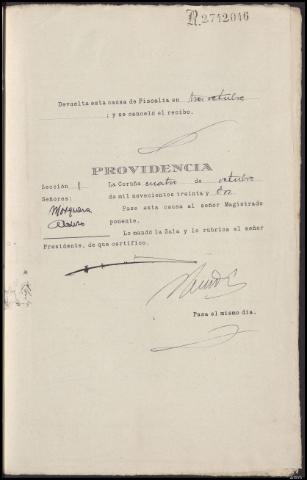 R.2742046
Devuelta esta causa de Fiscalía en tres octubre
; y se canceló el recibo.
PROVIDENCIA
Sección 1 La Coruña cuatro de octubre
Señores: de mil novecientos treinta y dos
Mosquera Pase esta causa al señor Magistrado
ponente.
Lo mandó la Sala y lo rubrica el señor
Presidente, de que certifico.
Pasa el mismo día.